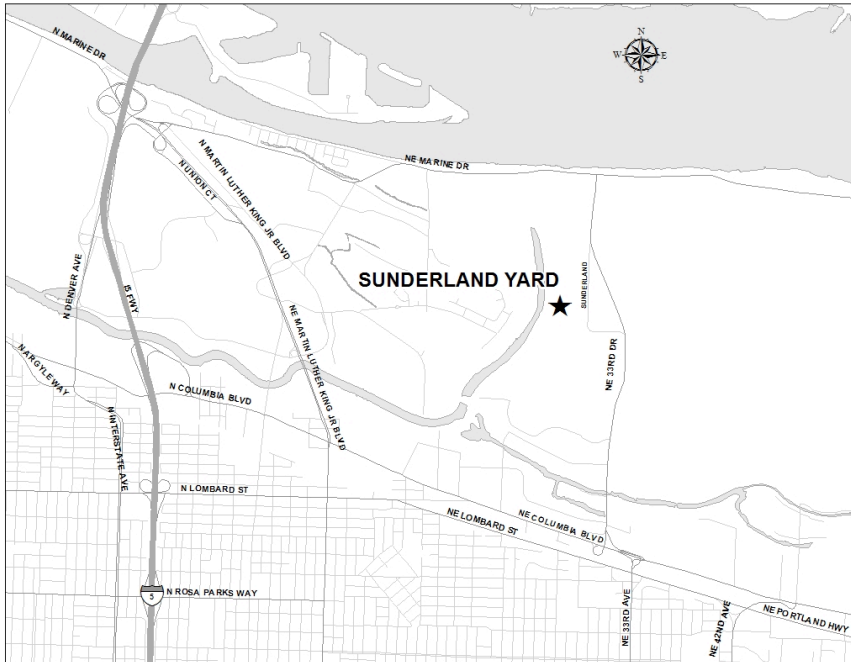 N MARINE DR
N
W
E
S
NE MARINE DR
N MARTIN LUTHER KING JR BLVD
N UNION CT
SUNDERLAND YARD
SUNDERLAND
N DENVER AVE
I5 FWY
NE MARTIN LUTHER KING JR BLVD
NE 33RD DR
N ARGYLE WAY
N COLUMBIA BLVD
N INTERSTATE AVE
N LOMBARD ST
NE LOMBARD ST
NE COLUMBIA BLVD
5
N ROSA PARKS WAY
NE 33RD AVE
NE 42ND AVE
NE PORTLAND HWY